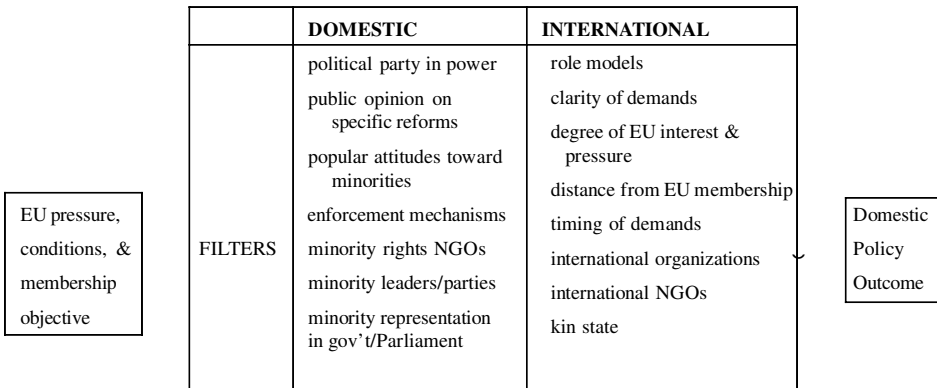 DOMESTIC
political party in power
public opinion on
specific reforms
popular attitudes toward
minorities
enforcement mechanisms
minority rights NGOs
minority leaders/parties
minority representation
in gov’t/Parliament
INTERNATIONAL
role models
clarity of demands
degree of EU interest &
pressure
distance from EU membership
timing of demands
international organizations
international NGOs
kin state
EU pressure,
conditions, &
membership
objective
FILTERS
Domestic
Policy
Outcome